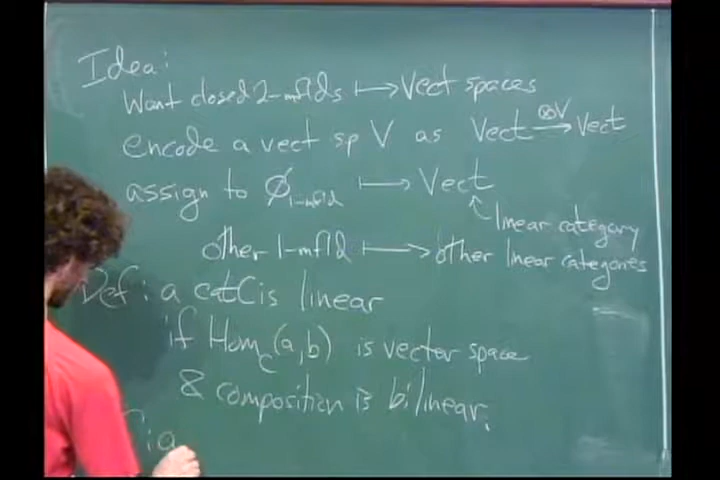 Idea:
Want closed 2-mflds ↦ Vect spaces
encode a vect sp V as Vect ⊗V→ Vect
assign to ∅ 1-mfld ↦ Vect
linear category
other 1-mfld ↦ other linear categories
Def: a cat C is linear
if Hom_C(a,b) is vector space
& composition is bilinear.
: a